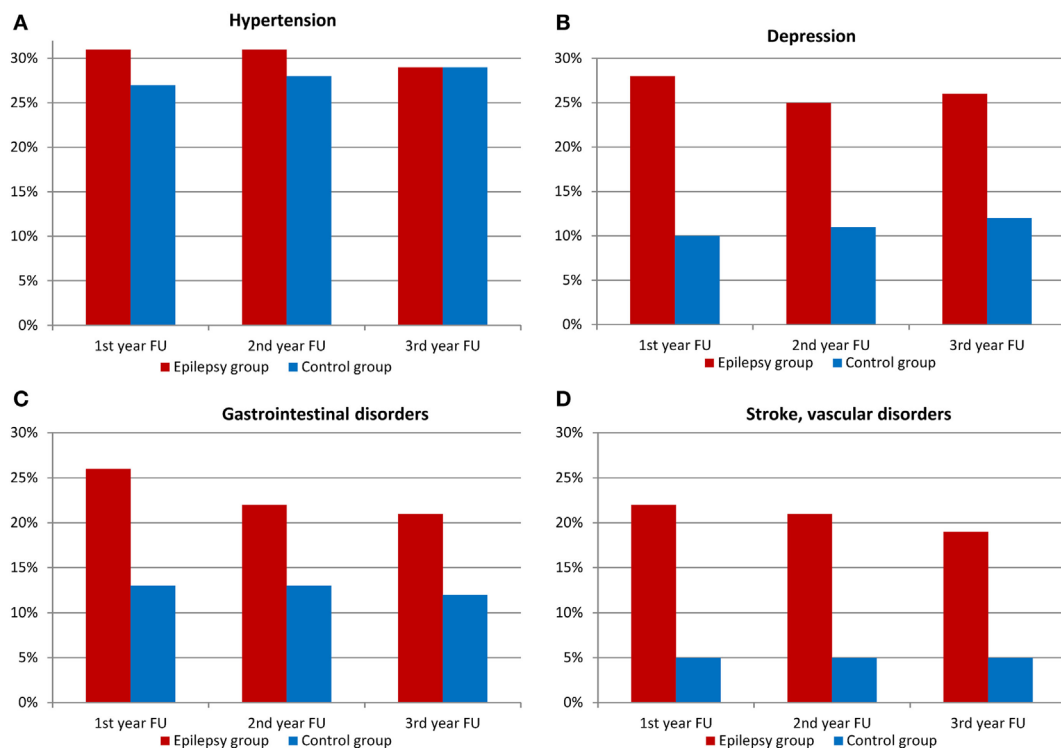 A
Hypertension
30%
25%
20%
15%
10%
5%
0%
1st year FU 2nd year FU 3rd year FU
Epilepsy group Control group
B
Depression
30%
25%
20%
15%
10%
5%
0%
1st year FU 2nd year FU 3rd year FU
Epilepsy group Control group
C
Gastrointestinal disorders
30%
25%
20%
15%
10%
5%
0%
1st year FU 2nd year FU 3rd year FU
Epilepsy group Control group
D
Stroke, vascular disorders
30%
25%
20%
15%
10%
5%
0%
1st year FU 2nd year FU 3rd year FU
Epilepsy group Control group